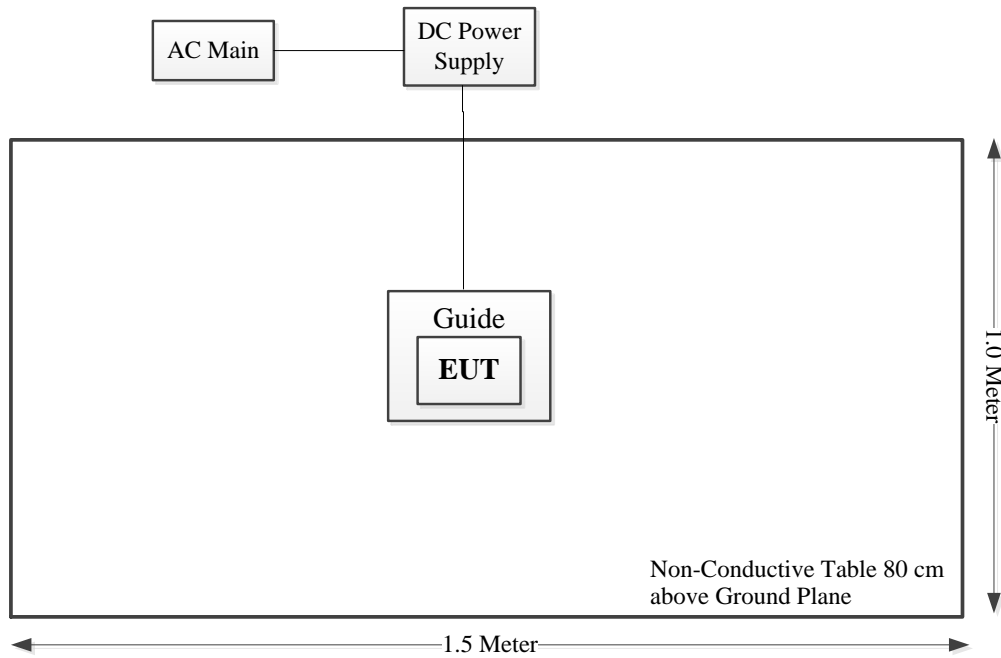 AC Main
DC Power
Supply
Guide
EUT
1.0 Meter
Non-Conductive Table 80 cm
above Ground Plane
1.5 Meter